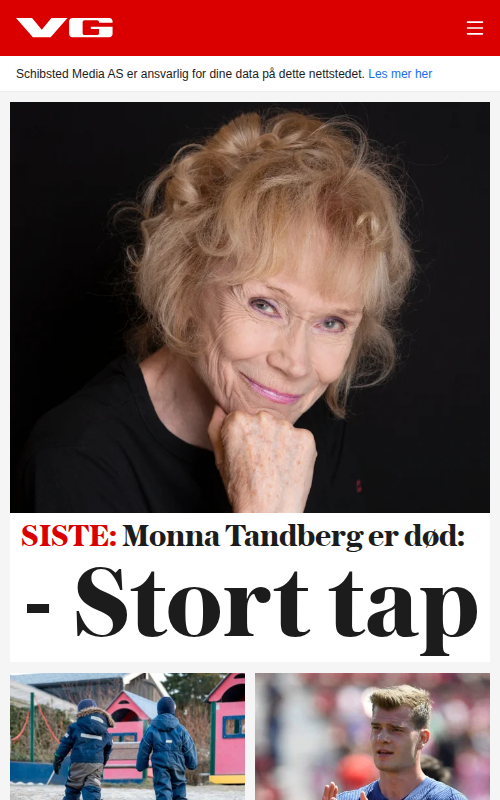 VG
Schibsted Media AS er ansvarlig for dine data på dette nettstedet. Les mer her
SISTE: Monna Tandberg er død:
- Stort tap